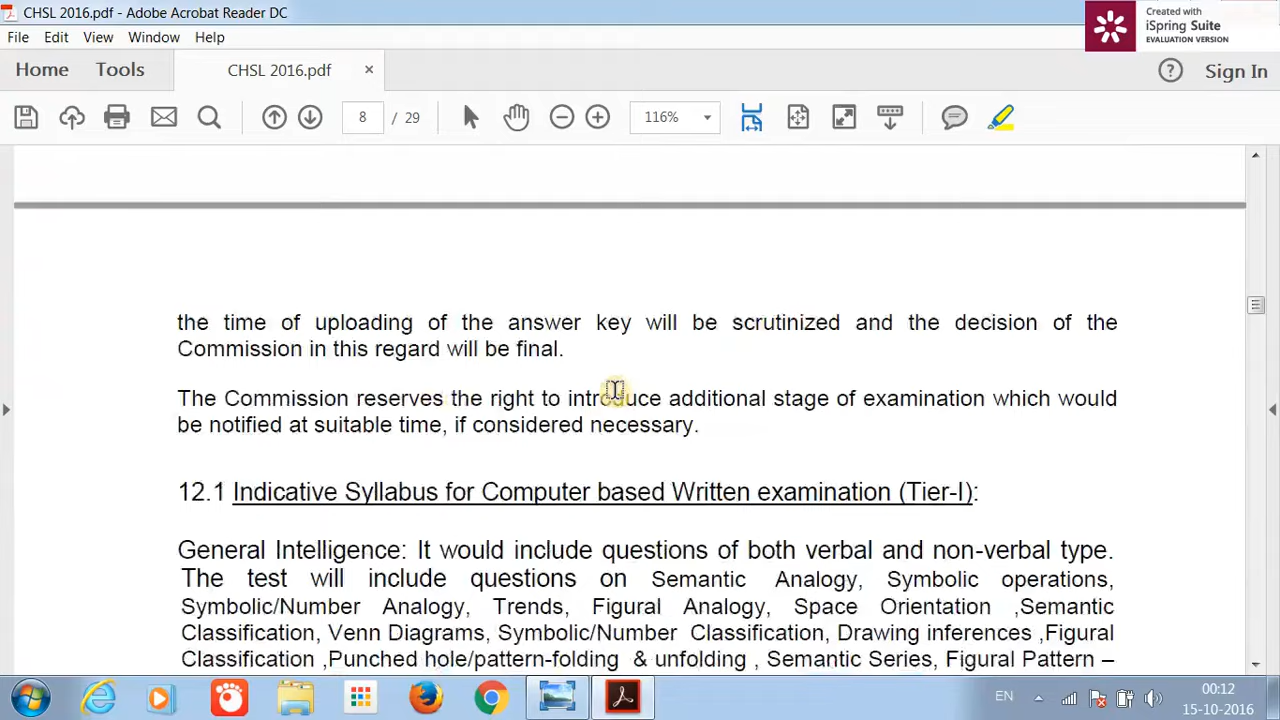 CHSL 2016.pdf - Adobe Acrobat Reader DC
Created with
iSpring Suite
EVALUATION VERSION
File Edit View Window Help
Home Tools CHSL 2016.pdf × Sign In
8 / 29 116%
the time of uploading of the answer key will be scrutinized and the decision of the
Commission in this regard will be final.
The Commission reserves the right to introduce additional stage of examination which would
be notified at suitable time, if considered necessary.
12.1 Indicative Syllabus for Computer based Written examination (Tier-I):
General Intelligence: It would include questions of both verbal and non-verbal type.
The test will include questions on Semantic Analogy, Symbolic operations,
Symbolic/Number Analogy, Trends, Figural Analogy, Space Orientation ,Semantic
Classification, Venn Diagrams, Symbolic/Number Classification, Drawing inferences ,Figural
Classification ,Punched hole/pattern-folding & unfolding , Semantic Series, Figural Pattern –
EN 00:12
15-10-2016